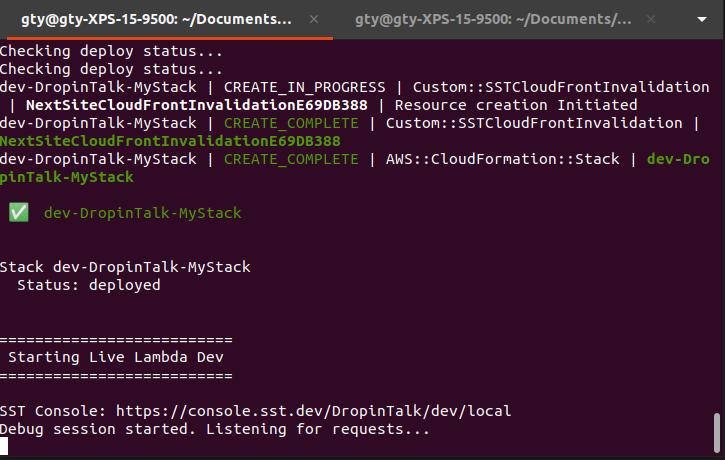 gty@gty-XPS-15-9500: ~/Documents...
gty@gty-XPS-15-9500: ~/Documents/...
Checking deploy status...
Checking deploy status...
dev-DropinTalk-MyStack | CREATE_IN_PROGRESS | Custom::SSTCloudFrontInvalidation
| NextSiteCloudFrontInvalidationE69DB388 | Resource creation Initiated
dev-DropinTalk-MyStack | CREATE_COMPLETE | Custom::SSTCloudFrontInvalidation |
NextSiteCloudFrontInvalidationE69DB388
dev-DropinTalk-MyStack | CREATE_COMPLETE | AWS::CloudFormation::Stack | dev-Dro
pinTalk-MyStack
✅ dev-DropinTalk-MyStack
Stack dev-DropinTalk-MyStack
Status: deployed
==========================
Starting Live Lambda Dev
==========================
SST Console: https://console.sst.dev/DropinTalk/dev/local
Debug session started. Listening for requests...